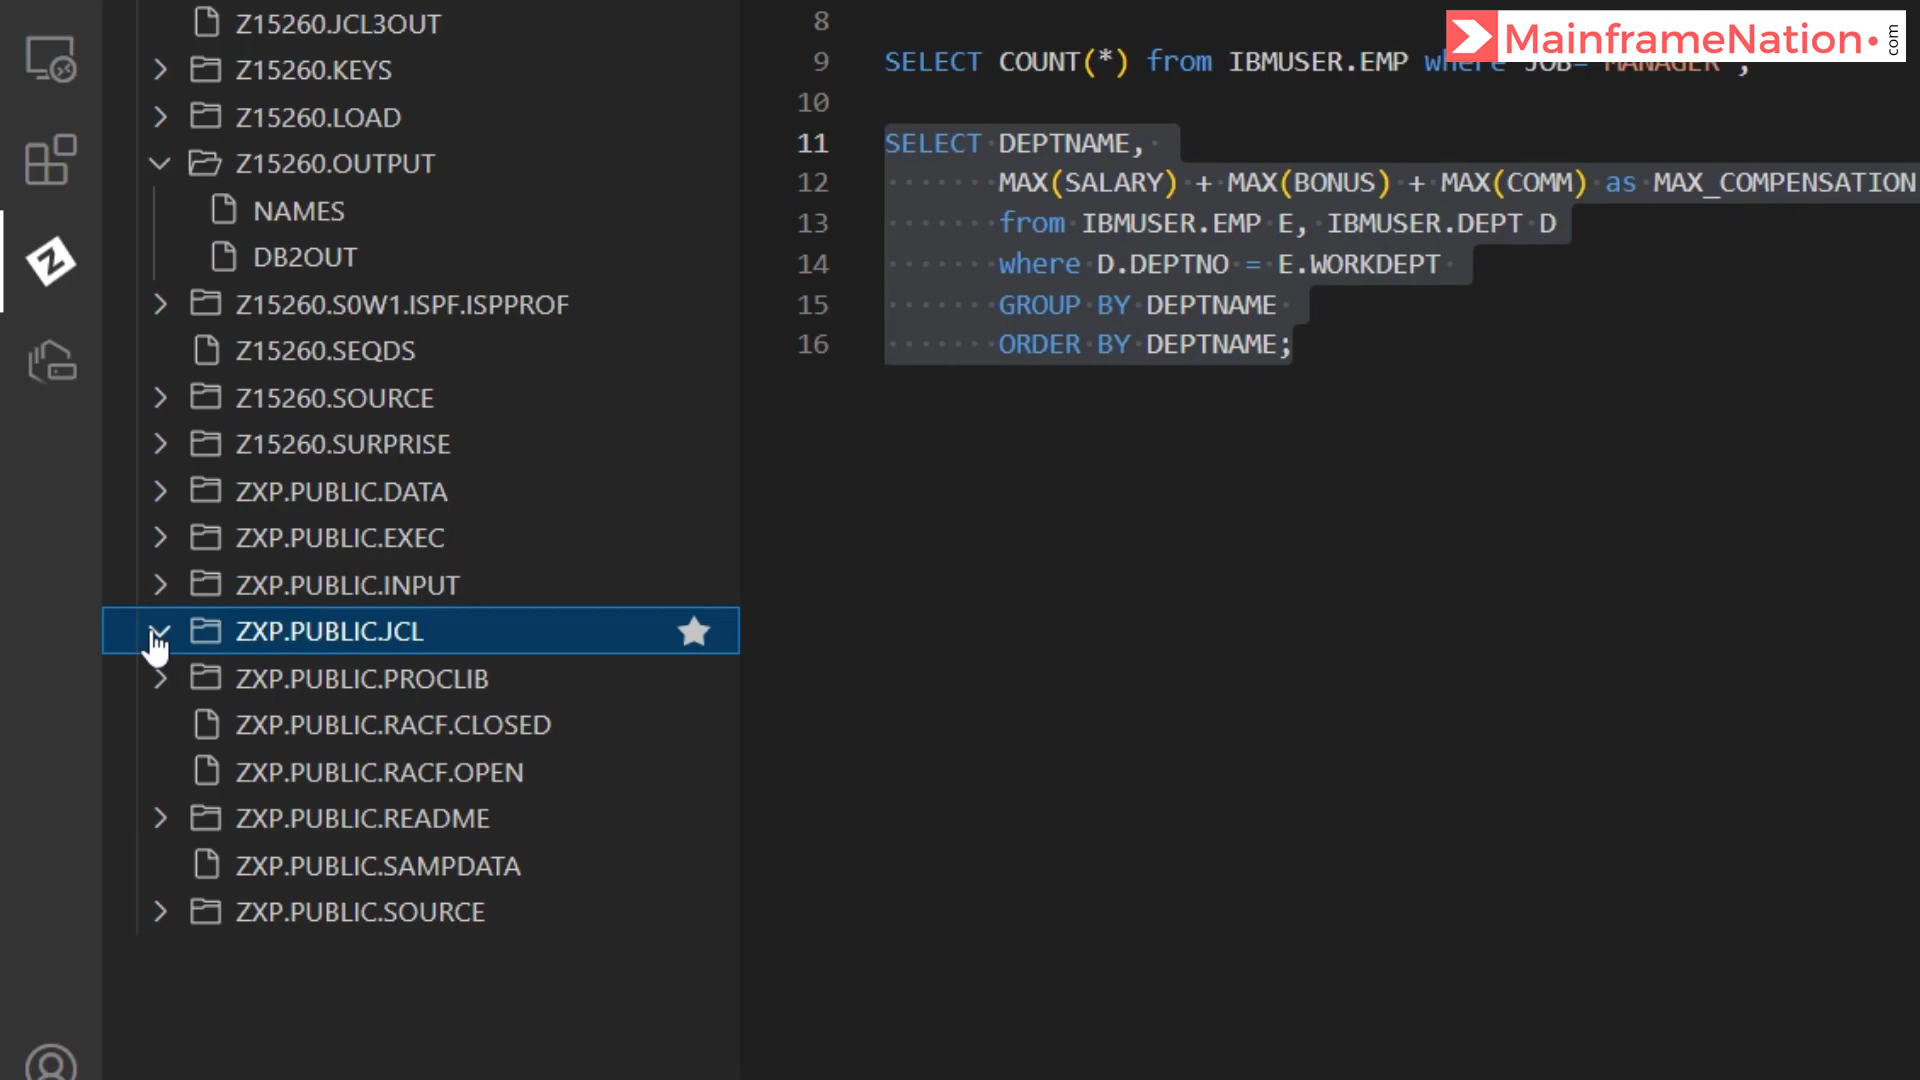 Z15260.JCL3OUT
Z15260.KEYS
Z15260.LOAD
Z15260.OUTPUT
NAMES
DB2OUT
Z15260.S0W1.ISPF.ISPPROF
Z15260.SEQDS
Z15260.SOURCE
Z15260.SURPRISE
ZXP.PUBLIC.DATA
ZXP.PUBLIC.EXEC
ZXP.PUBLIC.INPUT
ZXP.PUBLIC.JCL
ZXP.PUBLIC.PROCLIB
ZXP.PUBLIC.RACF.CLOSED
ZXP.PUBLIC.RACF.OPEN
ZXP.PUBLIC.README
ZXP.PUBLIC.SAMPDATA
ZXP.PUBLIC.SOURCE
8
9 SELECT COUNT(*) from IBMUSER.EMP where JOB='MANAGER';
10
11 SELECT DEPTNAME,
12 MAX(SALARY) + MAX(BONUS) + MAX(COMM) as MAX_COMPENSATION
13 from IBMUSER.EMP E, IBMUSER.DEPT D
14 where D.DEPTNO = E.WORKDEPT
15 GROUP BY DEPTNAME
16 ORDER BY DEPTNAME;
MainframeNation.com